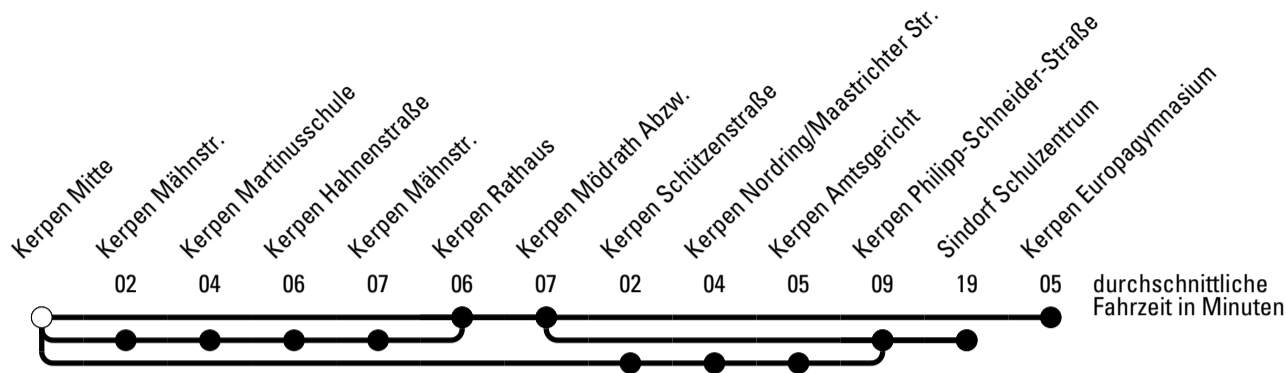 Kerpen Mitte
Kerpen Mähnstr.
Kerpen Martinusschule
Kerpen Hahnenstraße
Kerpen Mähnstr.
Kerpen Rathaus
Kerpen Mödrath Abzw.
Kerpen Schützenstraße
Kerpen Nordring/Maastrichter Str.
Kerpen Amtsgericht
Kerpen Philipp-Schneider-Straße
Sindorf Schulzentrum
Kerpen Europagymnasium
02 04 06 07 06 07 02 04 05 09 19 05
durchschnittliche
Fahrzeit in Minuten